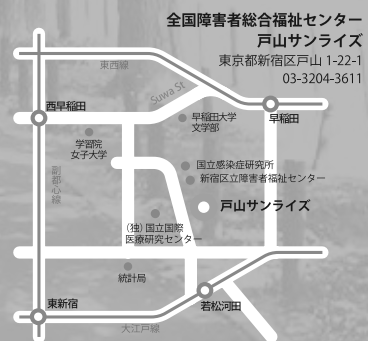 全国障害者総合福祉センター
戸山サンライズ
東京都新宿区戸山 1-22-1
03-3204-3611
東西線
Suwa St
西早稲田
早稲田大学
文学部
早稲田
学習院
女子大学
国立感染症研究所
新宿区立障害者福祉センター
副都心線
戸山サンライズ
（独）国立国際
医療研究センター
統計局
東新宿
若松河田
大江戸線